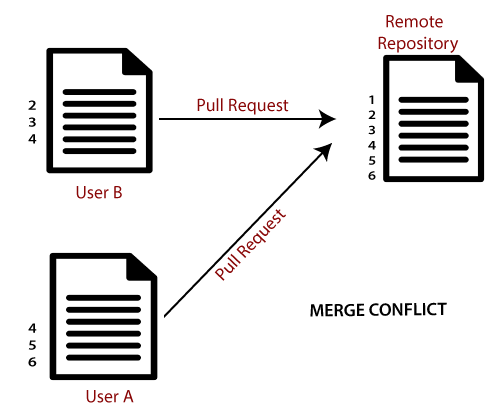 Remote
Repository
1
2
3
4
5
6
2
3
4
Pull Request
User B
Pull Request
4
5
6
User A
MERGE CONFLICT